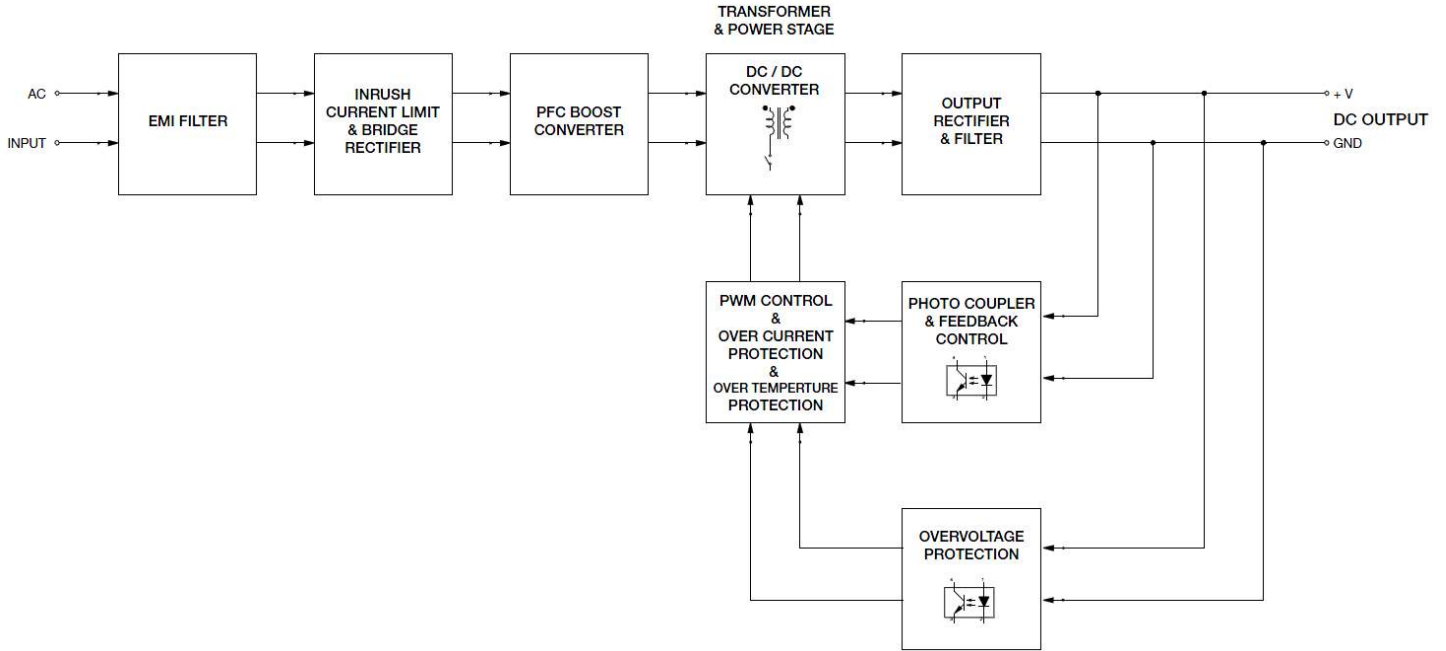 TRANSFORMER
& POWER STAGE
AC
INPUT
EMI FILTER
INRUSH
CURRENT LIMIT
& BRIDGE
RECTIFIER
PFC BOOST
CONVERTER
DC / DC
CONVERTER
OUTPUT
RECTIFIER
& FILTER
+ V
DC OUTPUT
GND
PWM CONTROL
&
OVER CURRENT
PROTECTION
&
OVER TEMPERTURE
PROTECTION
PHOTO COUPLER
& FEEDBACK
CONTROL
OVERVOLTAGE
PROTECTION